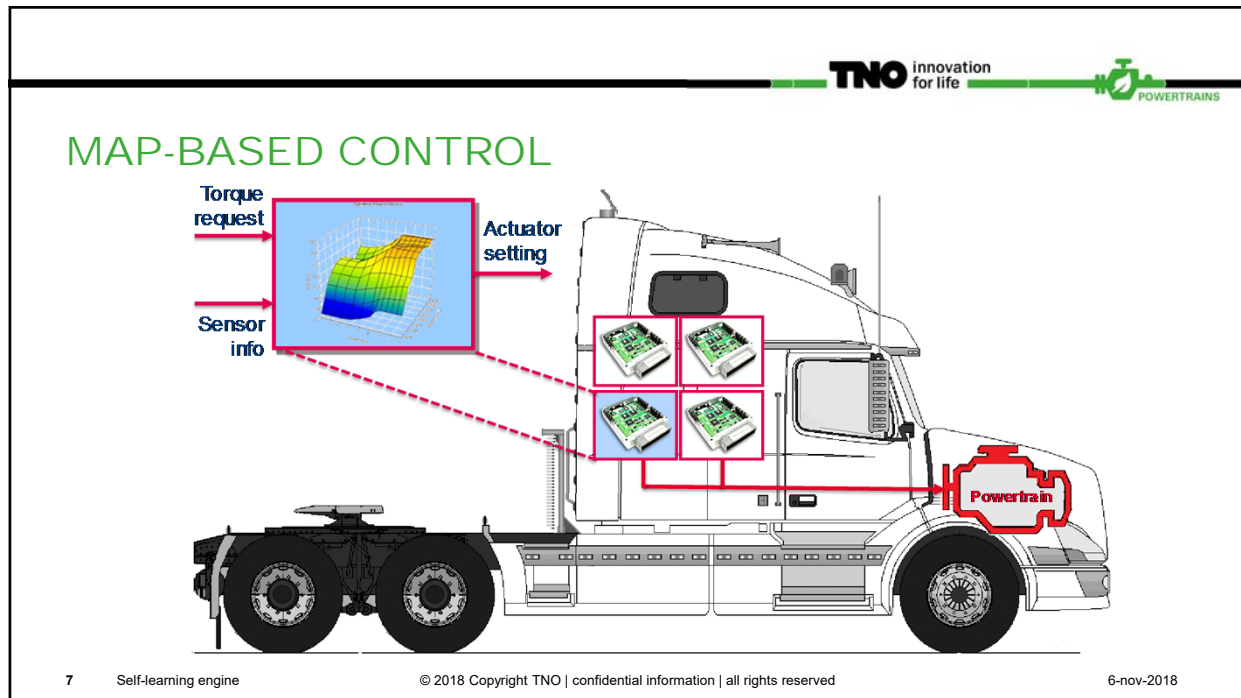 TNO innovation
for life
POWERTRAINS
MAP-BASED CONTROL
Torque
request
Actuator
setting
Sensor
info
Powertrain
7 Self-learning engine © 2018 Copyright TNO | confidential information | all rights reserved 6-nov-2018